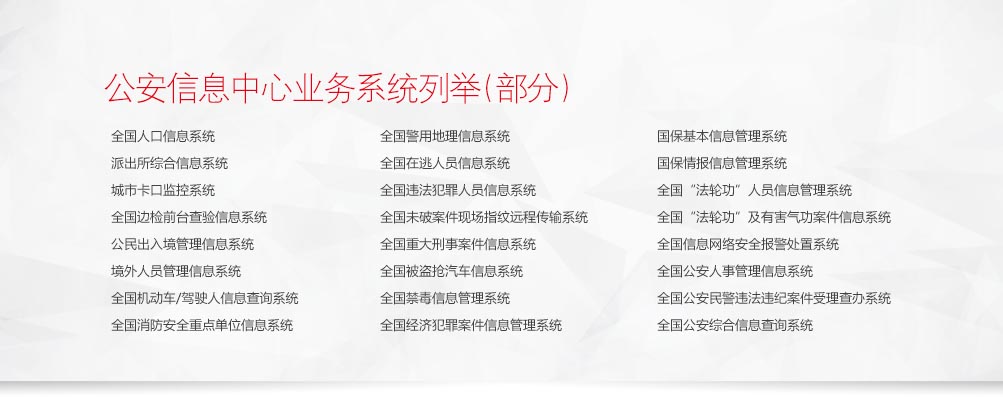 公安信息中心业务系统列举(部分)
全国人口信息系统
派出所综合信息系统
城市卡口监控系统
全国边检前台查验信息系统
公民出入境管理信息系统
境外人员管理信息系统
全国机动车/驾驶人信息查询系统
全国消防安全重点单位信息系统
全国警用地理信息系统
全国在逃人员信息系统
全国违法犯罪人员信息系统
全国未破案件现场指纹远程传输系统
全国重大刑事案件信息系统
全国被盗抢汽车信息系统
全国禁毒信息管理系统
全国经济犯罪案件信息管理系统
国保基本信息管理系统
国保情报信息管理系统
全国“法轮功”人员信息管理系统
全国“法轮功”及有害气功案件信息系统
全国信息网络安全报警处置系统
全国公安人事管理信息系统
全国公安民警违法违纪案件受理查办系统
全国公安综合信息查询系统